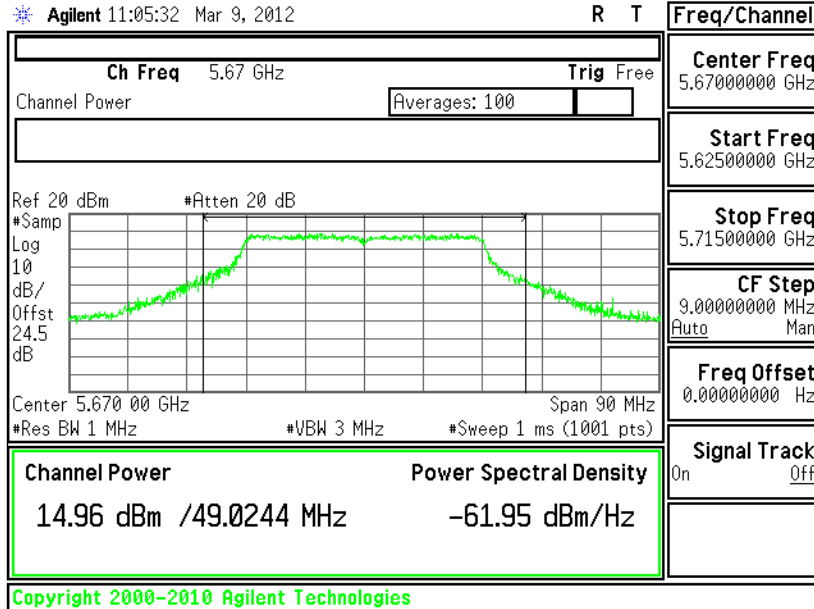 Agilent 11:05:32 Mar 9, 2012 R T
Freq/Channel
Ch Freq 5.67 GHz Trig Free
Channel Power Averages: 100
Center Freq
5.67000000 GHz
Start Freq
5.62500000 GHz
Stop Freq
5.71500000 GHz
CF Step
9.00000000 MHz
Auto Man
Freq Offset
0.00000000 Hz
Signal Track
On Off
Ref 20 dBm #Atten 20 dB
#Samp
Log
10
dB/
Offst
24.5
dB
Center 5.670 00 GHz Span 90 MHz
#Res BW 1 MHz #VBW 3 MHz #Sweep 1 ms (1001 pts)
Channel Power Power Spectral Density
14.96 dBm /49.0244 MHz -61.95 dBm/Hz
Copyright 2000-2010 Agilent Technologies